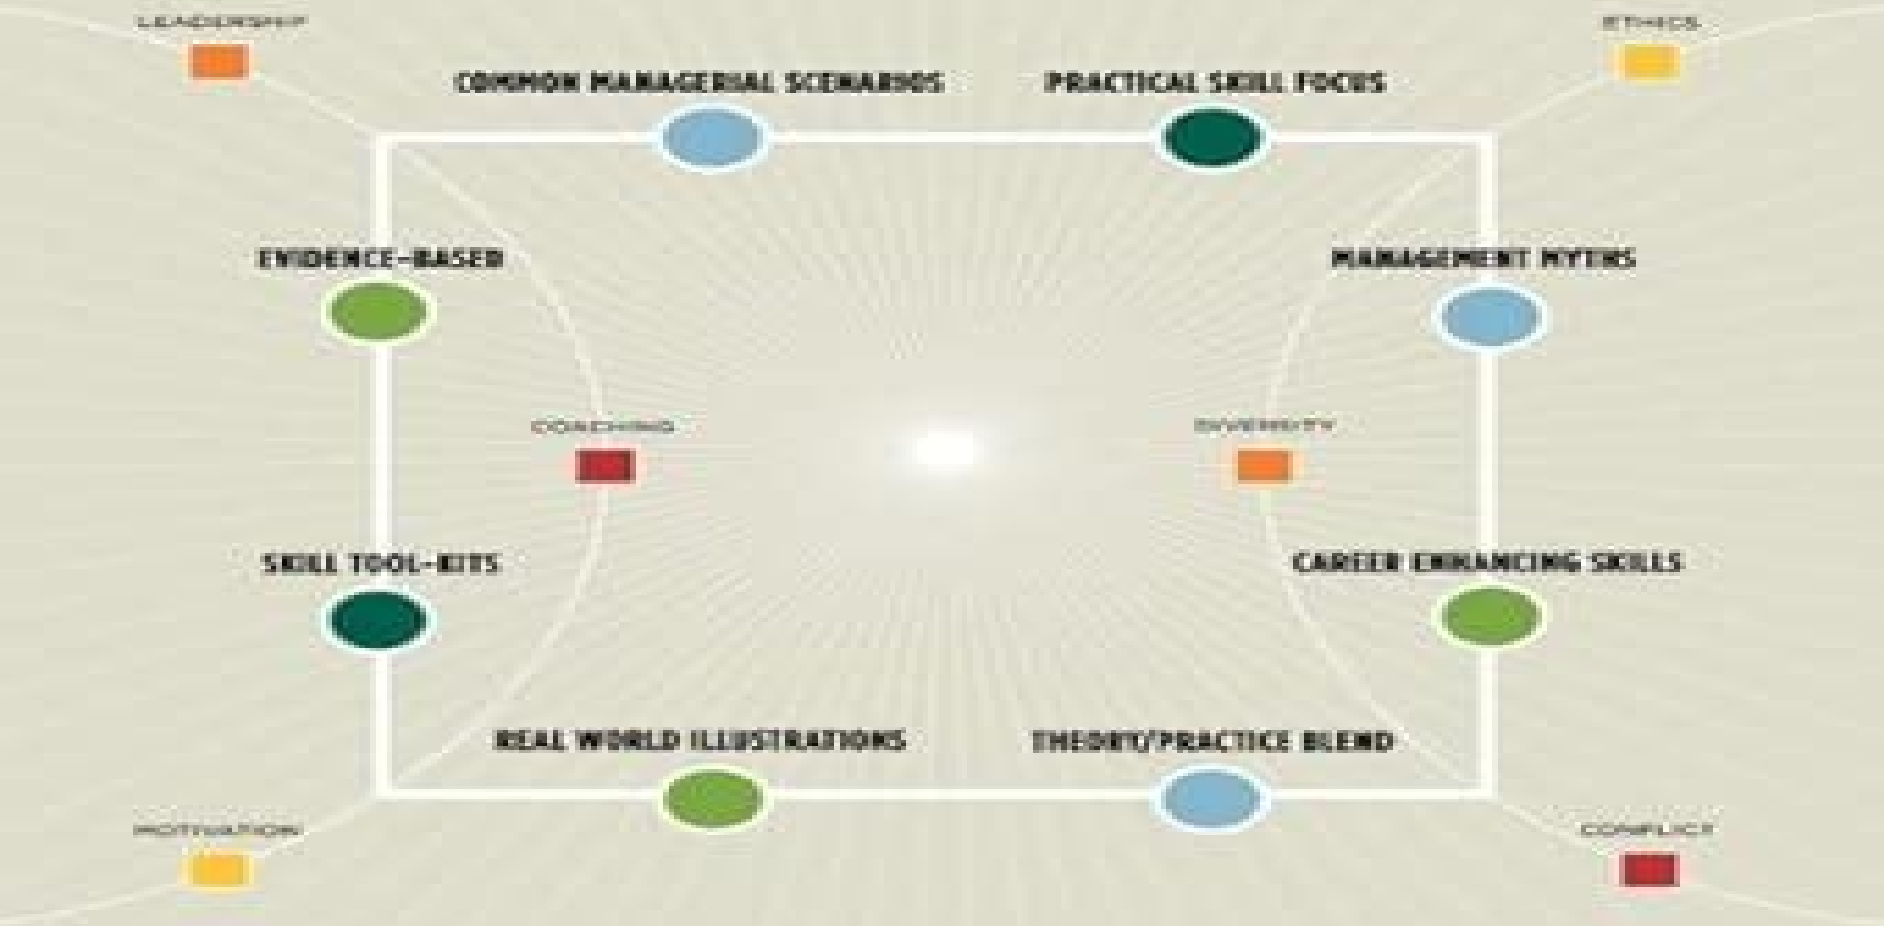 LEADERSHIP
ETHICS
COMMON MANAGERIAL SCENARIOS
PRACTICAL SKILL FOCUS
EVIDENCE-BASED
MANAGEMENT MYTHS
COACHING
DIVERSITY
SKILL TOOL-KITS
CAREER ENHANCING SKILLS
REAL WORLD ILLUSTRATIONS
THEORY/PRACTICE BLEND
MOTIVATION
CONFLICT